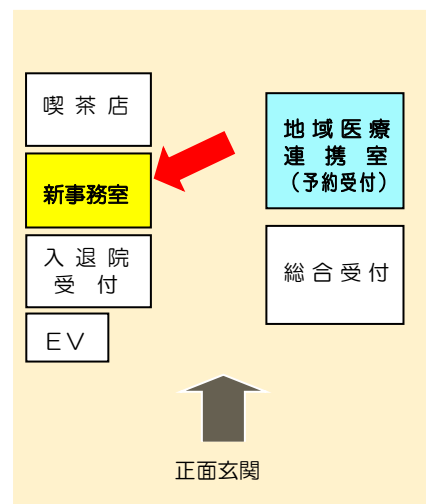 喫茶店
新事務室
入退院
受付
EV
地域医療
連携室
(予約受付)
総合受付
正面玄関